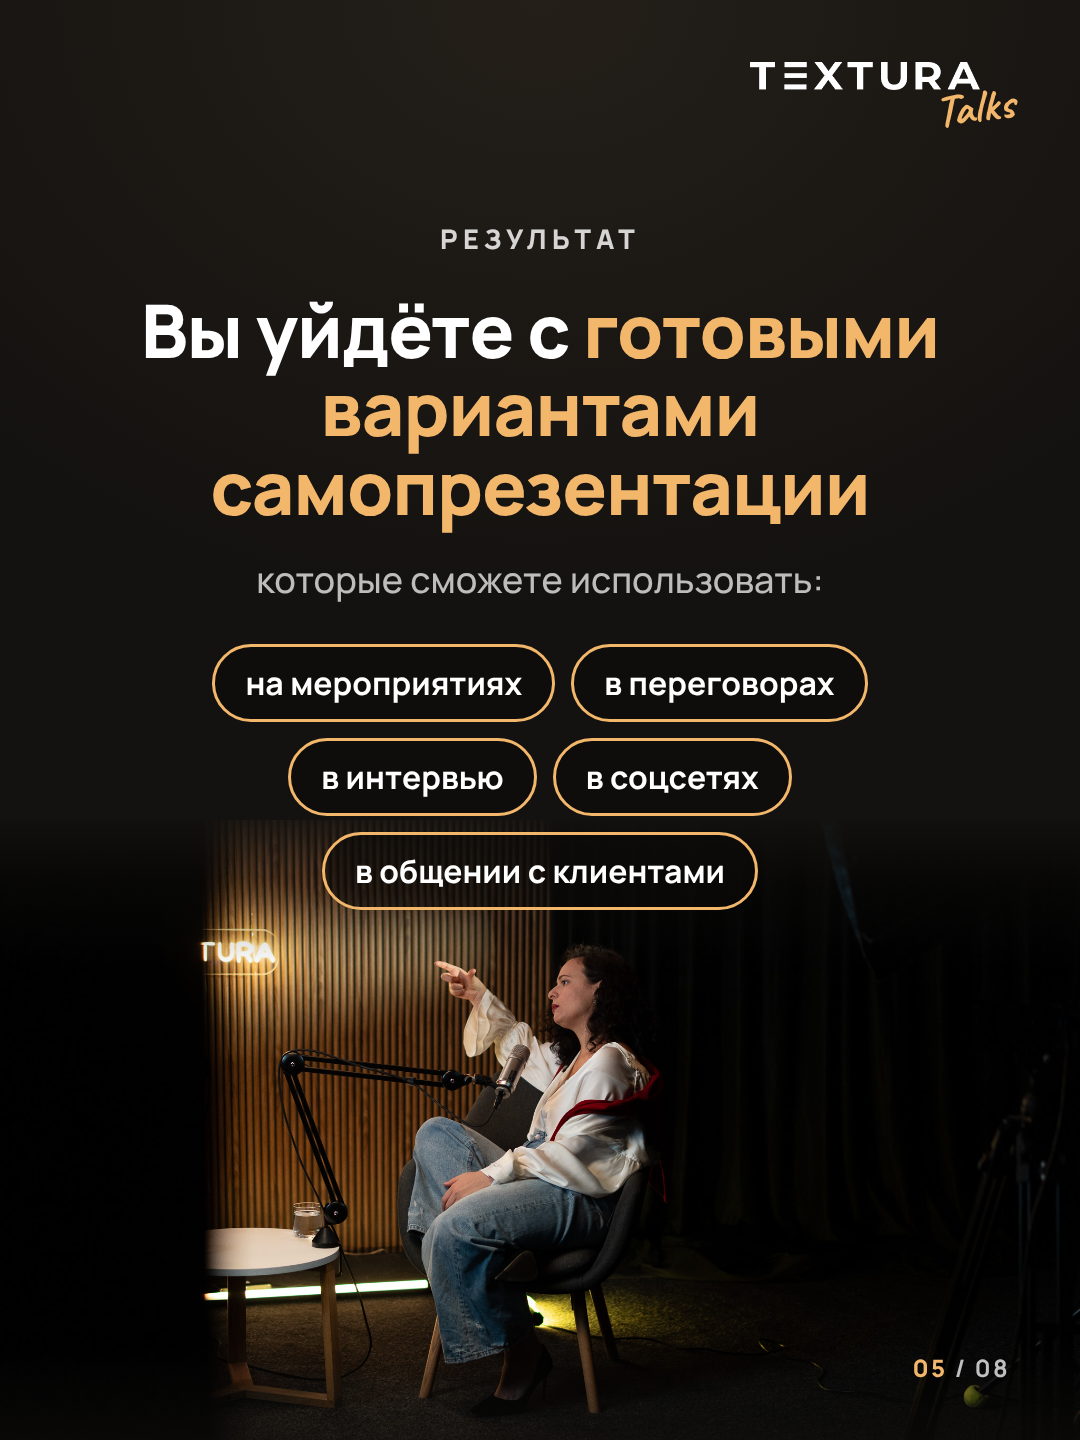 TEXTURA
Talks
РЕЗУЛЬТАТ
Вы уйдёте с готовыми
вариантами
самопрезентации
которые сможете использовать:
на мероприятиях
в переговорах
в интервью
в соцсетях
в общении с клиентами
TURA
05 / 08